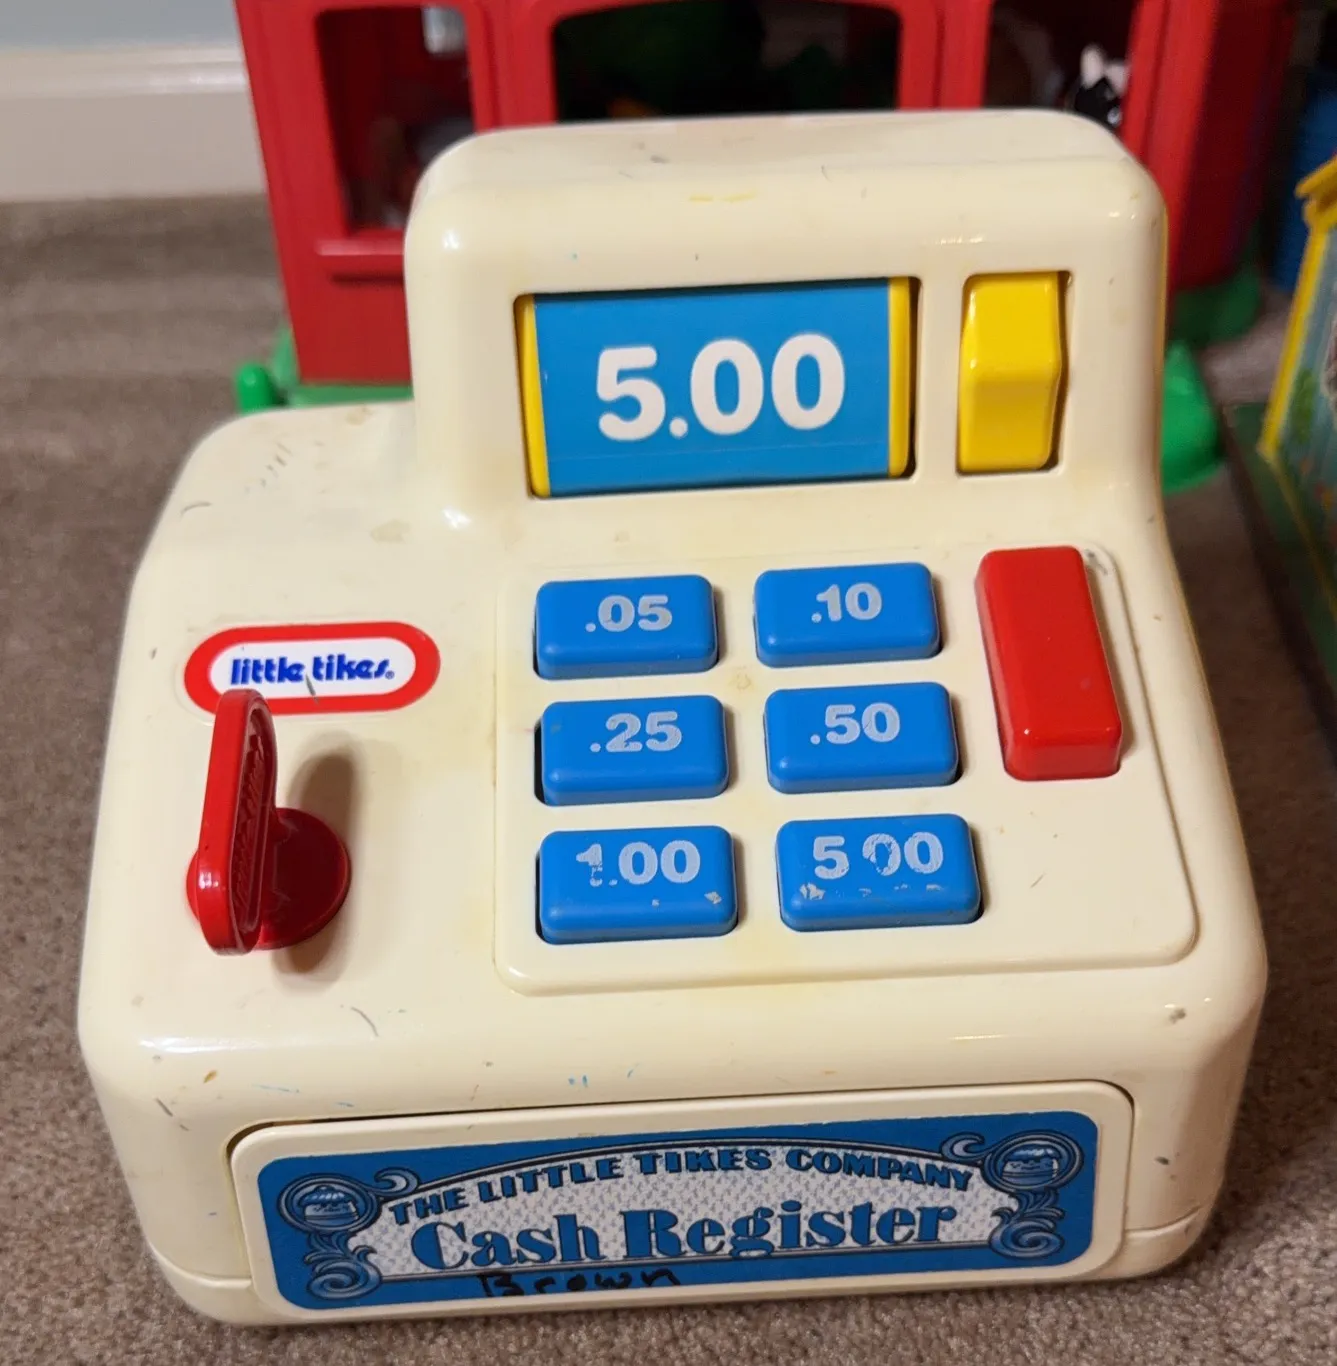 5.00
.05 .10
little tikes®
.25 .50
1.00 5 00
THE LITTLE TIKES COMPANY
Cash Register
Brown